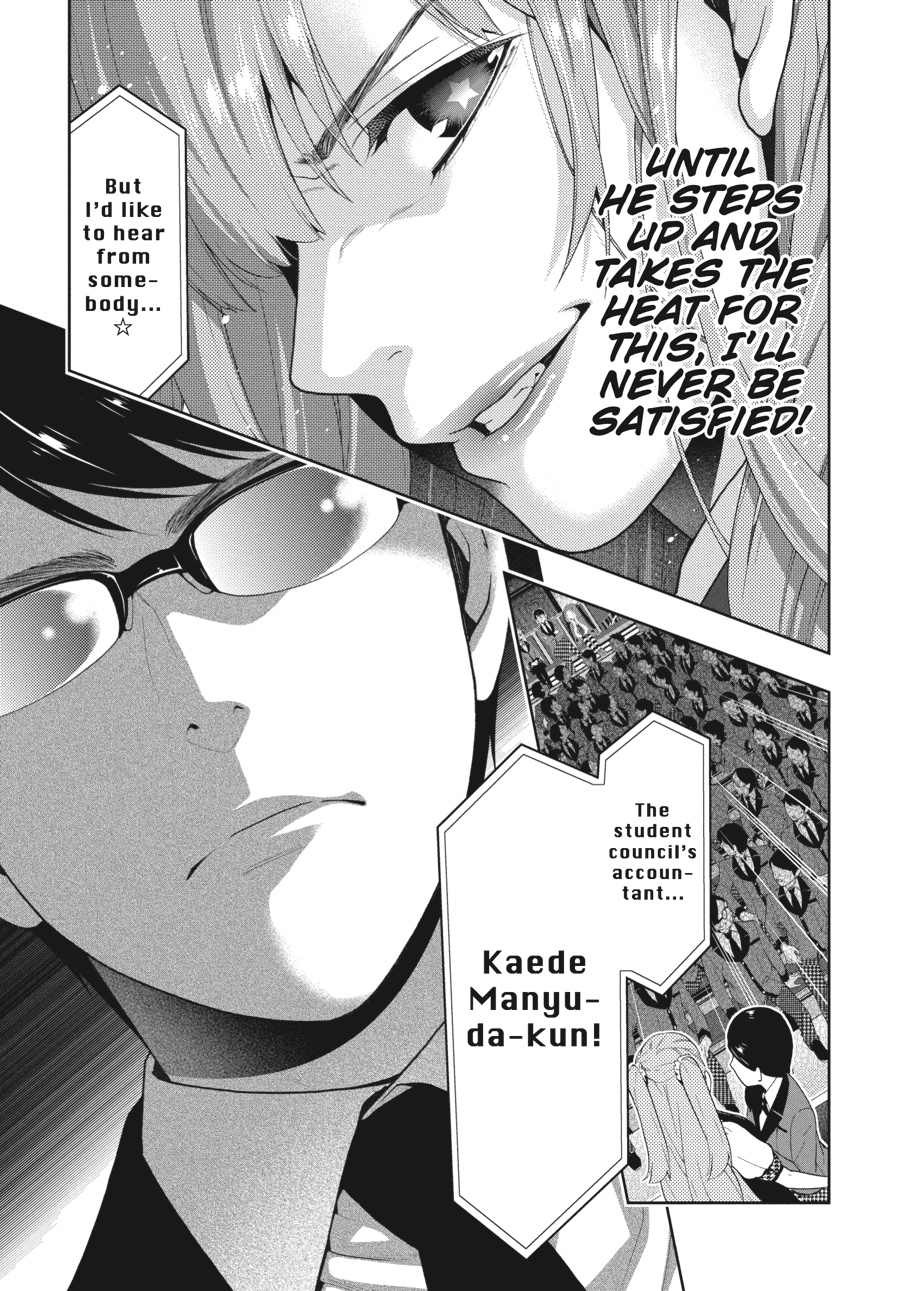 UNTIL
HE STEPS
UP AND
TAKES THE
HEAT FOR
THIS, I'LL
NEVER BE
SATISFIED!
But
I'd like
to hear
from
some-
body...
☆
The
student
council's
accoun-
tant...
Kaede
Manyu-
da-kun!